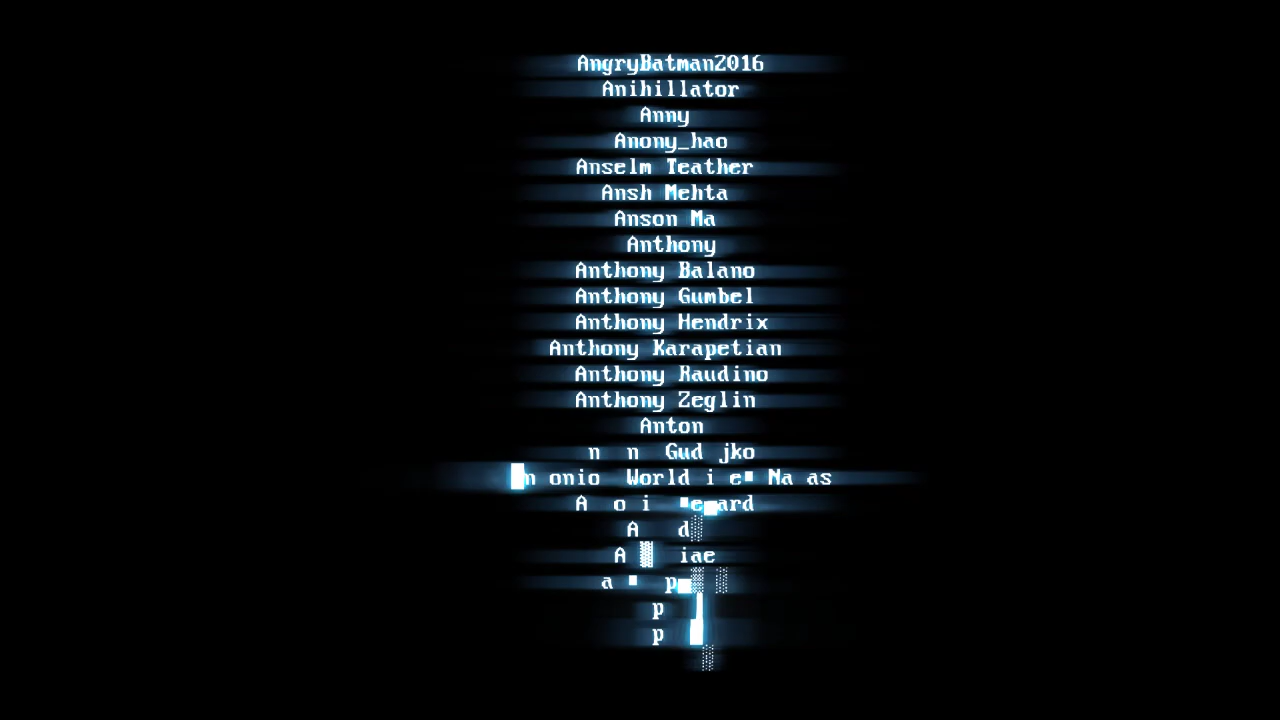 AngryBatman2016
Anihillator
Anny
Anony_hao
Anselm Teather
Ansh Mehta
Anson Ma
Anthony
Anthony Balano
Anthony Gumbel
Anthony Hendrix
Anthony Karapetian
Anthony Raudino
Anthony Zeglin
Anton
n n Gud jko
onio World i e Na as
A o i e ard
A d
A iae
a p
p
p